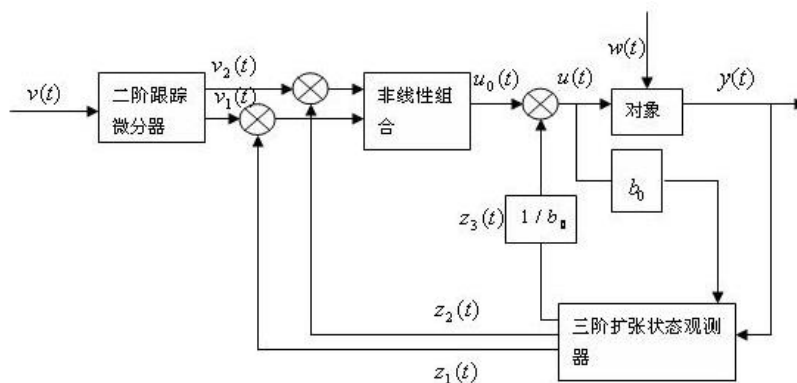 w(t)
v(t)
二阶跟踪
微分器
v₂(t)
v₁(t)
非线性组
合
u₀(t)
u(t)
对象
y(t)
b₀
z₃(t)
1 / b₀
三阶扩张状态观测
器
z₂(t)
z₁(t)